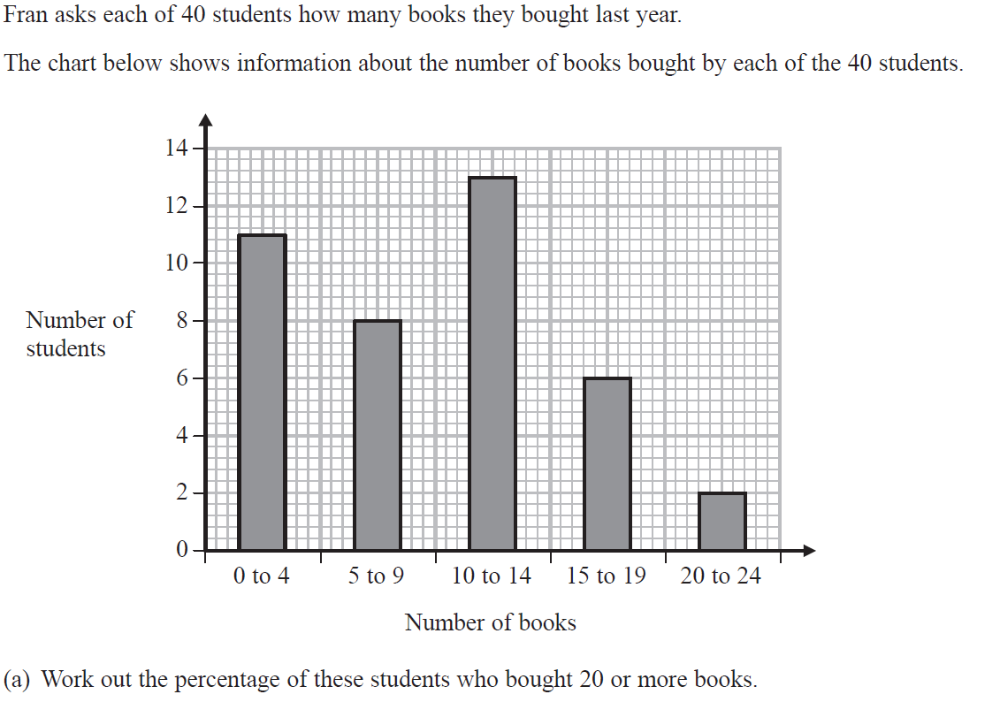 Fran asks each of 40 students how many books they bought last year.
The chart below shows information about the number of books bought by each of the 40 students.
14
12
10
Number of students
8
6
4
2
0
0 to 4 5 to 9 10 to 14 15 to 19 20 to 24
Number of books
(a) Work out the percentage of these students who bought 20 or more books.